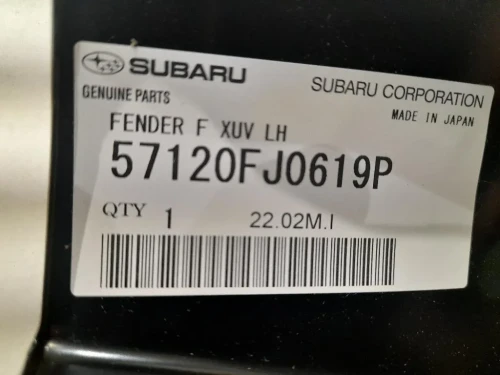 SUBARU
SUBARU CORPORATION
GENUINE PARTS
MADE IN JAPAN
FENDER F XUV LH
57120FJ0619P
QTY 1 22.02M.I